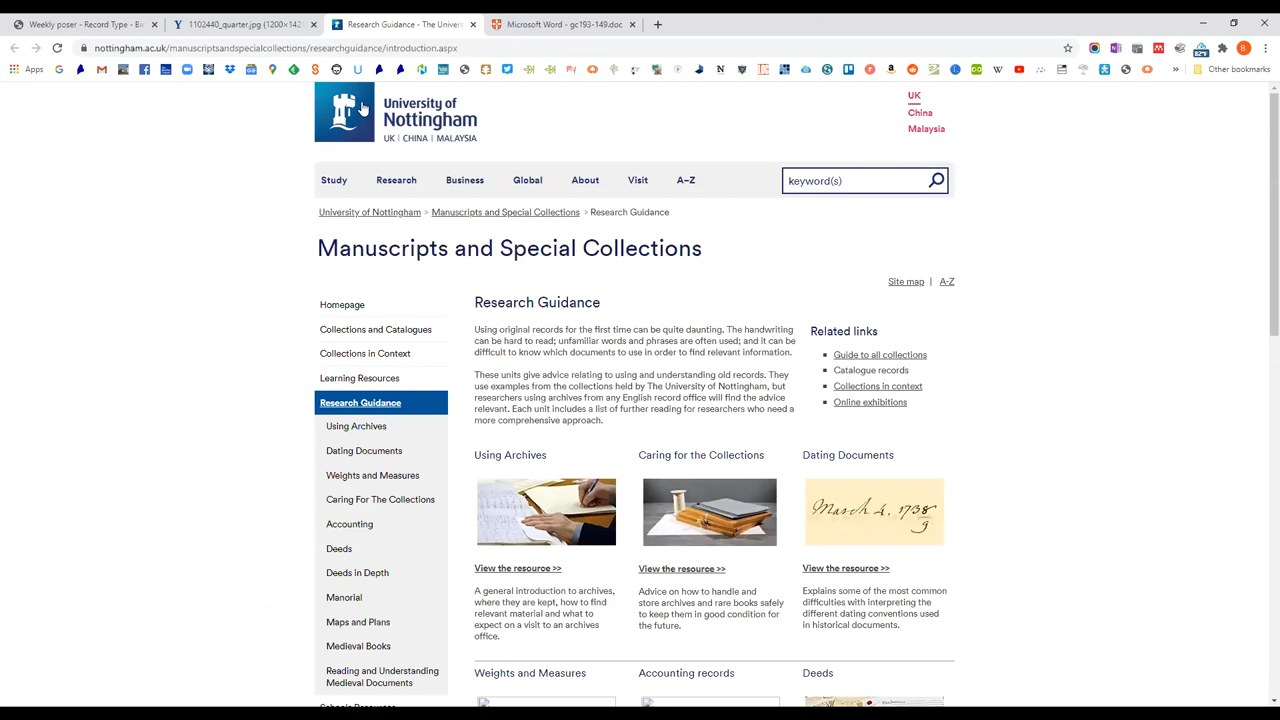 Weekly poser - Record Type - Bi
1102440_quarter.jpg (1200×142
Research Guidance - The Univer
Microsoft Word - gc193-149.doc
nottingham.ac.uk/manuscriptsandspecialcollections/researchguidance/introduction.aspx
Apps
Other bookmarks
University of
Nottingham
UK | CHINA | MALAYSIA
UK
China
Malaysia
Study Research Business Global About Visit A–Z
keyword(s)
University of Nottingham > Manuscripts and Special Collections > Research Guidance
Manuscripts and Special Collections
Site map | A-Z
Homepage
Collections and Catalogues
Collections in Context
Learning Resources
Research Guidance
Using Archives
Dating Documents
Weights and Measures
Caring For The Collections
Accounting
Deeds
Deeds in Depth
Manorial
Maps and Plans
Medieval Books
Reading and Understanding
Medieval Documents
Research Guidance
Using original records for the first time can be quite daunting. The handwriting
can be hard to read; unfamiliar words and phrases are often used; and it can be
difficult to know which documents to use in order to find relevant information.
These units give advice relating to using and understanding old records. They
use examples from the collections held by The University of Nottingham, but
researchers using archives from any English record office will find the advice
relevant. Each unit includes a list of further reading for researchers who need a
more comprehensive approach.
Related links
Guide to all collections
Catalogue records
Collections in context
Online exhibitions
Using Archives
View the resource >>
A general introduction to archives,
where they are kept, how to find
relevant material and what to
expect on a visit to an archives
office.
Caring for the Collections
View the resource >>
Advice on how to handle and
store archives and rare books safely
to keep them in good condition for
the future.
Dating Documents
March 4. 1738/9
View the resource >>
Explains some of the most common
difficulties with interpreting the
different dating conventions used
in historical documents.
Weights and Measures
Accounting records
Deeds